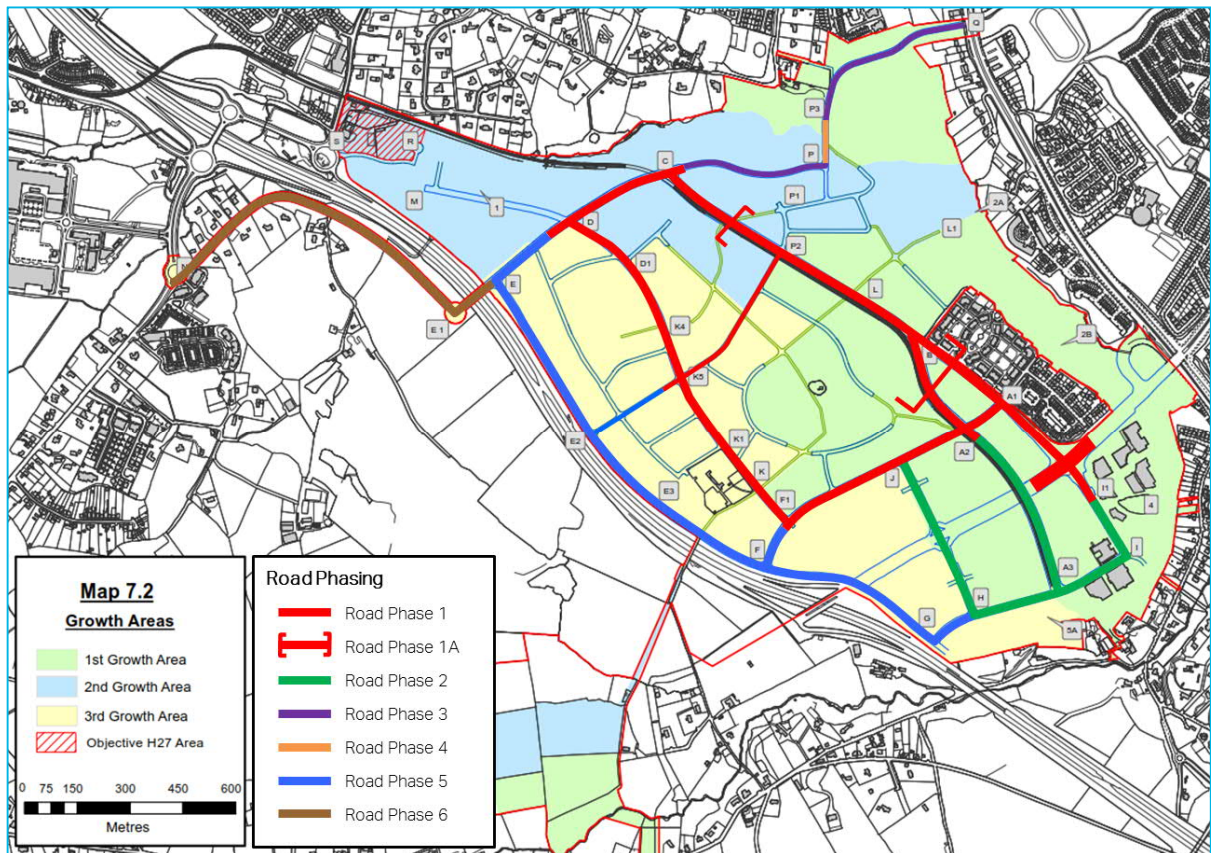 Q
P3
S
R
C
P
M
1
P1
2A
D
L1
P2
N
D1
E
L
E 1
K4
2B
B
K5
A1
E2
K1
A2
K
E3
J
I1
F1
4
F
I
A3
H
G
5A
Map 7.2
Growth Areas
1st Growth Area
2nd Growth Area
3rd Growth Area
Objective H27 Area
0 75 150 300 450 600
Metres
Road Phasing
Road Phase 1
Road Phase 1A
Road Phase 2
Road Phase 3
Road Phase 4
Road Phase 5
Road Phase 6